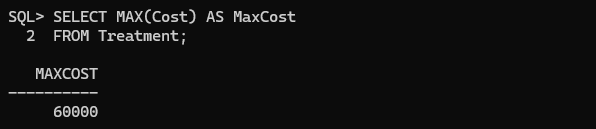 SQL> SELECT MAX(Cost) AS MaxCost
  2  FROM Treatment;
   MAXCOST
----------
     60000